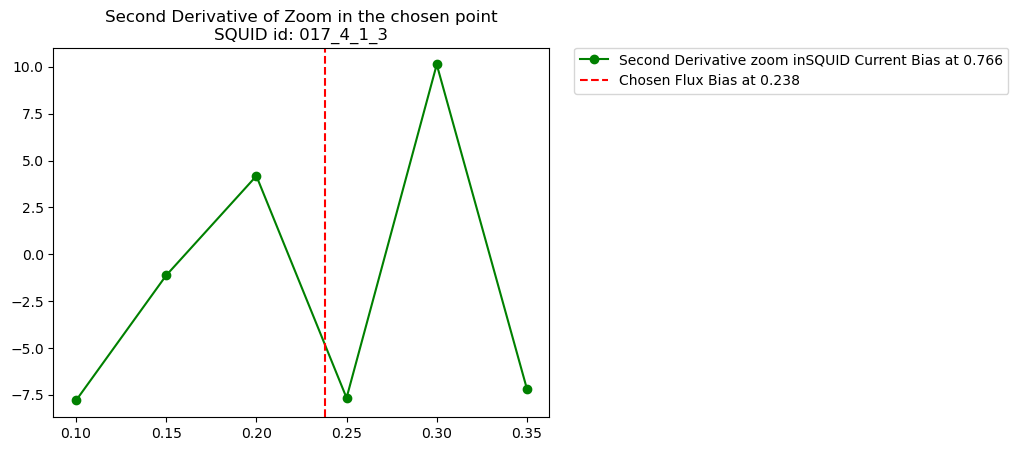 Second Derivative of Zoom in the chosen point
SQUID id: 017_4_1_3
Second Derivative zoom inSQUID Current Bias at 0.766
Chosen Flux Bias at 0.238
10.0
7.5
5.0
2.5
0.0
−2.5
−5.0
−7.5
0.10 0.15 0.20 0.25 0.30 0.35